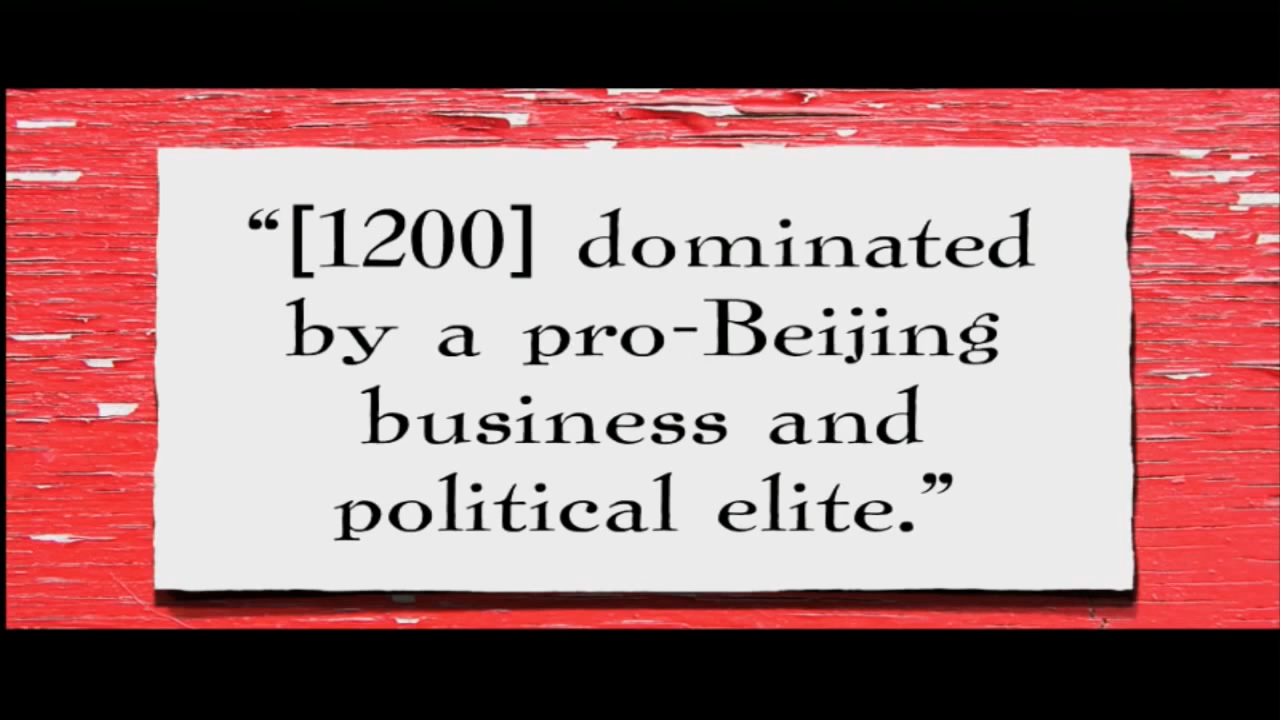 “[1200] dominated
by a pro-Beijing
business and
political elite.”